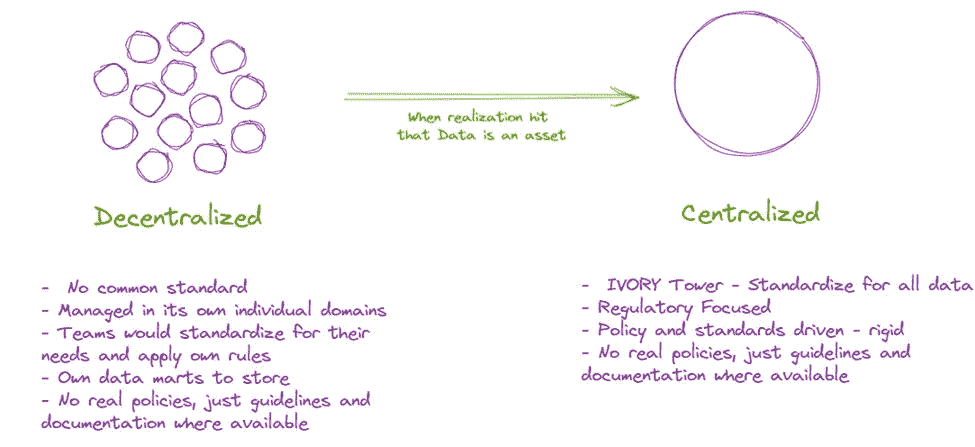 When realization hit
that Data is an asset
Decentralized
Centralized
- No common standard
- Managed in its own individual domains
- Teams would standardize for their
needs and apply own rules
- Own data marts to store
- No real policies, just guidelines and
documentation where available
- IVORY Tower - Standardize for all data
- Regulatory Focused
- Policy and standards driven - rigid
- No real policies, just guidelines and
documentation where available